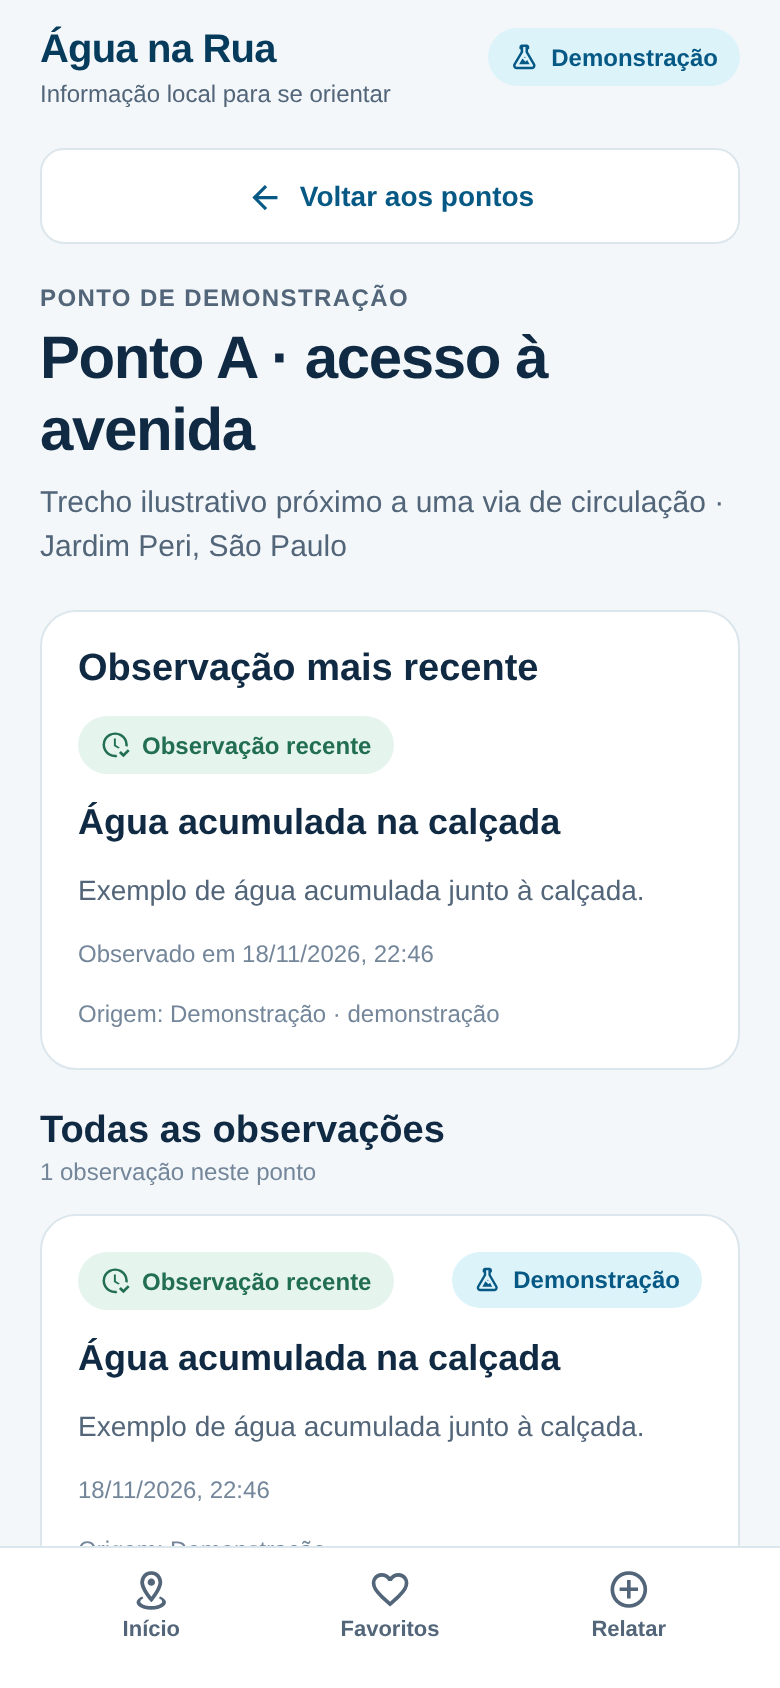 Água na Rua
Demonstração
Informação local para se orientar
Voltar aos pontos
PONTO DE DEMONSTRAÇÃO
Ponto A · acesso à
avenida
Trecho ilustrativo próximo a uma via de circulação ·
Jardim Peri, São Paulo
Observação mais recente
Observação recente
Água acumulada na calçada
Exemplo de água acumulada junto à calçada.
Observado em 18/11/2026, 22:46
Origem: Demonstração · demonstração
Todas as observações
1 observação neste ponto
Observação recente
Demonstração
Água acumulada na calçada
Exemplo de água acumulada junto à calçada.
18/11/2026, 22:46
Origem: Demonstração
Início
Favoritos
Relatar